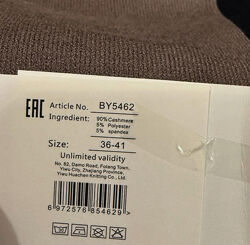 EAC
Article No. BY5462
Ingredient: 90%Cashmere
5% Polyester
5% spandex
Size: 36-41
Unlimited validity
No. 82, Damo Road, Fotang Town,
Yiwu City, Zhejiang Province,
Yiwu Huachen Knitting Co., Ltd.
6 972576 854629 >